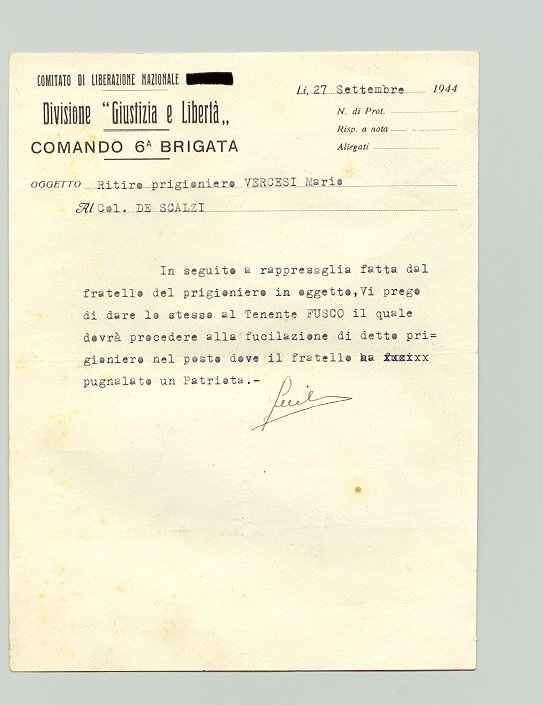 COMITATO DI LIBERAZIONE NAZIONALE
Divisione "Giustizia e Libertà„
COMANDO 6ᴬ BRIGATA
Li, 27 Settembre 1944
N. di Prot.
Risp. a nota
Allegati
OGGETTO Ritiro prigioniero VERCESI Mario
Al Col. DE SCALZI
In seguito a rappresaglia fatta dal
fratello del prigioniero in oggetto,Vi prego
di dare lo stesso al Tenente FUSCO il quale
dovrà procedere alla fucilazione di detto pri=
gioniero nel posto dove il fratello ha xxxxxx
pugnalato un Patriota.-